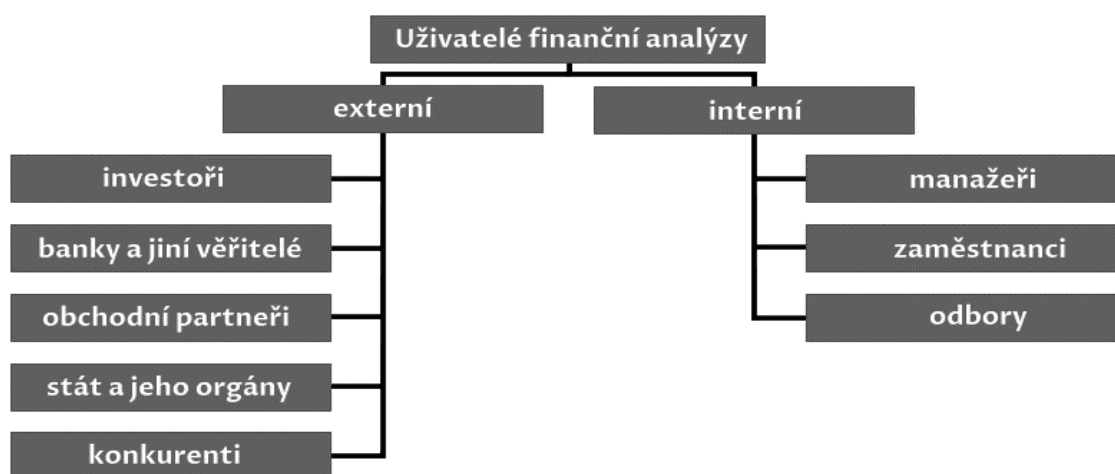 Uživatelé finanční analýzy
externí
interní
investoři
banky a jiní věřitelé
obchodní partneři
stát a jeho orgány
konkurenti
manažeři
zaměstnanci
odbory